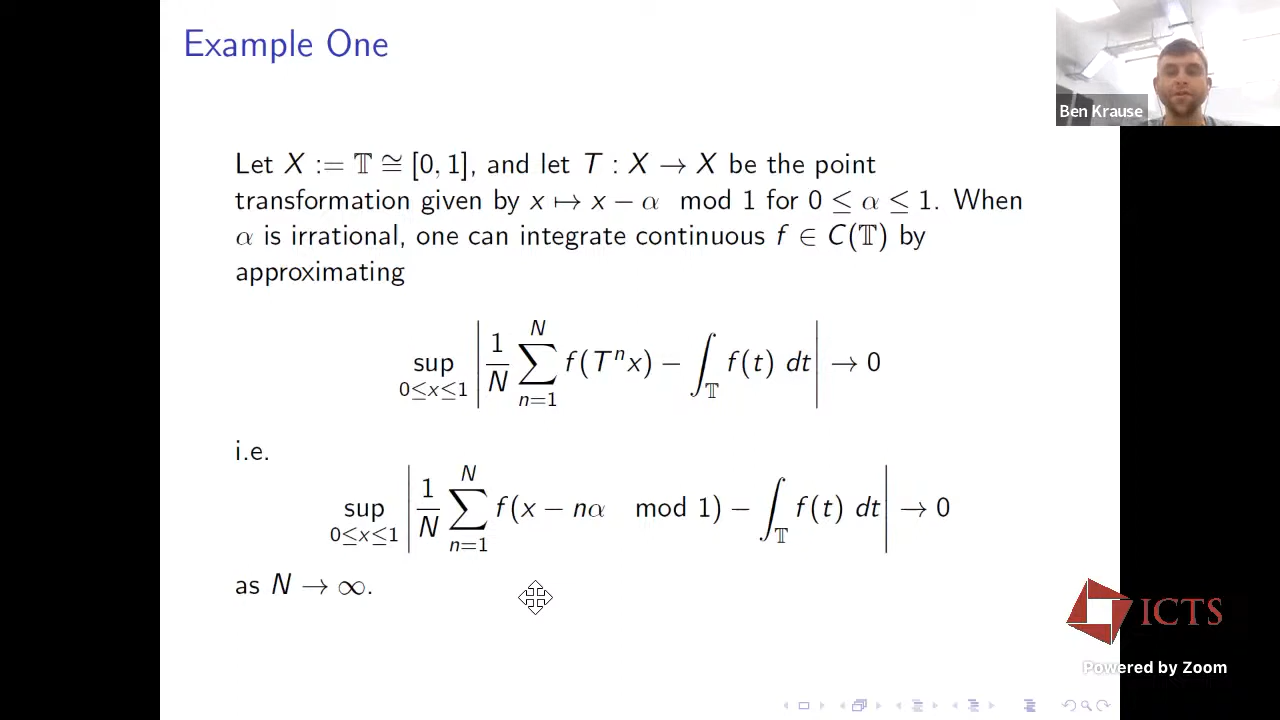 Example One
Ben Krause
Let X := 𝕋 ≅ [0, 1], and let T : X → X be the point
transformation given by x ↦ x − α mod 1 for 0 ≤ α ≤ 1. When
α is irrational, one can integrate continuous f ∈ C(𝕋) by
approximating
sup_{0≤x≤1} | 1/N ∑_{n=1}^{N} f(T^n x) − ∫_𝕋 f(t) dt | → 0
i.e.
sup_{0≤x≤1} | 1/N ∑_{n=1}^{N} f(x − nα mod 1) − ∫_𝕋 f(t) dt | → 0
as N → ∞.
ICTS
Powered by Zoom